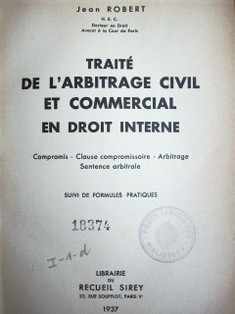 Jean ROBERT
H. E. C.
Docteur en Droit
Avocat à la Cour de Paris
TRAITÉ
DE L'ARBITRAGE CIVIL
ET COMMERCIAL
EN DROIT INTERNE
Compromis - Clause compromissoire - Arbitrage
Sentence arbitrale
SUIVI DE FORMULES PRATIQUES
18374
I-1-d
LIBRAIRIE
DU
RECUEIL SIREY
22, RUE SOUFFLOT, PARIS Vᵉ
1937